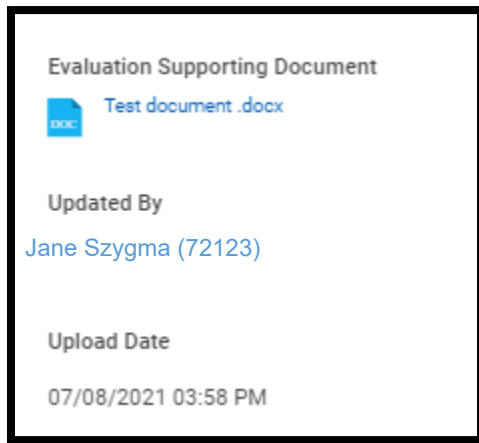 Evaluation Supporting Document
DOC
Test document .docx
Updated By
Jane Szygma (72123)
Upload Date
07/08/2021 03:58 PM